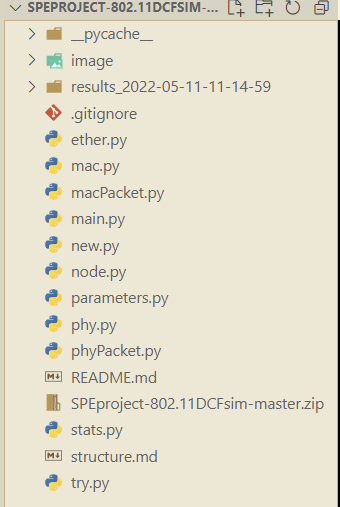 SPEPROJECT-802.11DCFSIM-...
__pycache__
image
results_2022-05-11-11-14-59
.gitignore
ether.py
mac.py
macPacket.py
main.py
new.py
node.py
parameters.py
phy.py
phyPacket.py
README.md
SPEproject-802.11DCFsim-master.zip
stats.py
structure.md
try.py